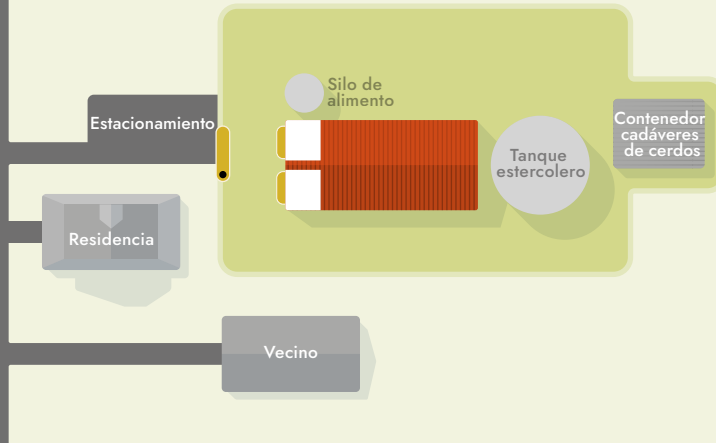 Silo de
alimento
Estacionamiento
Contenedor
cadáveres
de cerdos
Tanque
estercolero
Residencia
Vecino